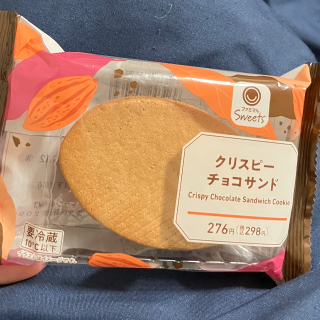 ファミマル
Sweets
クリスピー
チョコサンド
Crispy Chocolate Sandwich Cookie
276円(税込298円)
要冷蔵
10℃以下